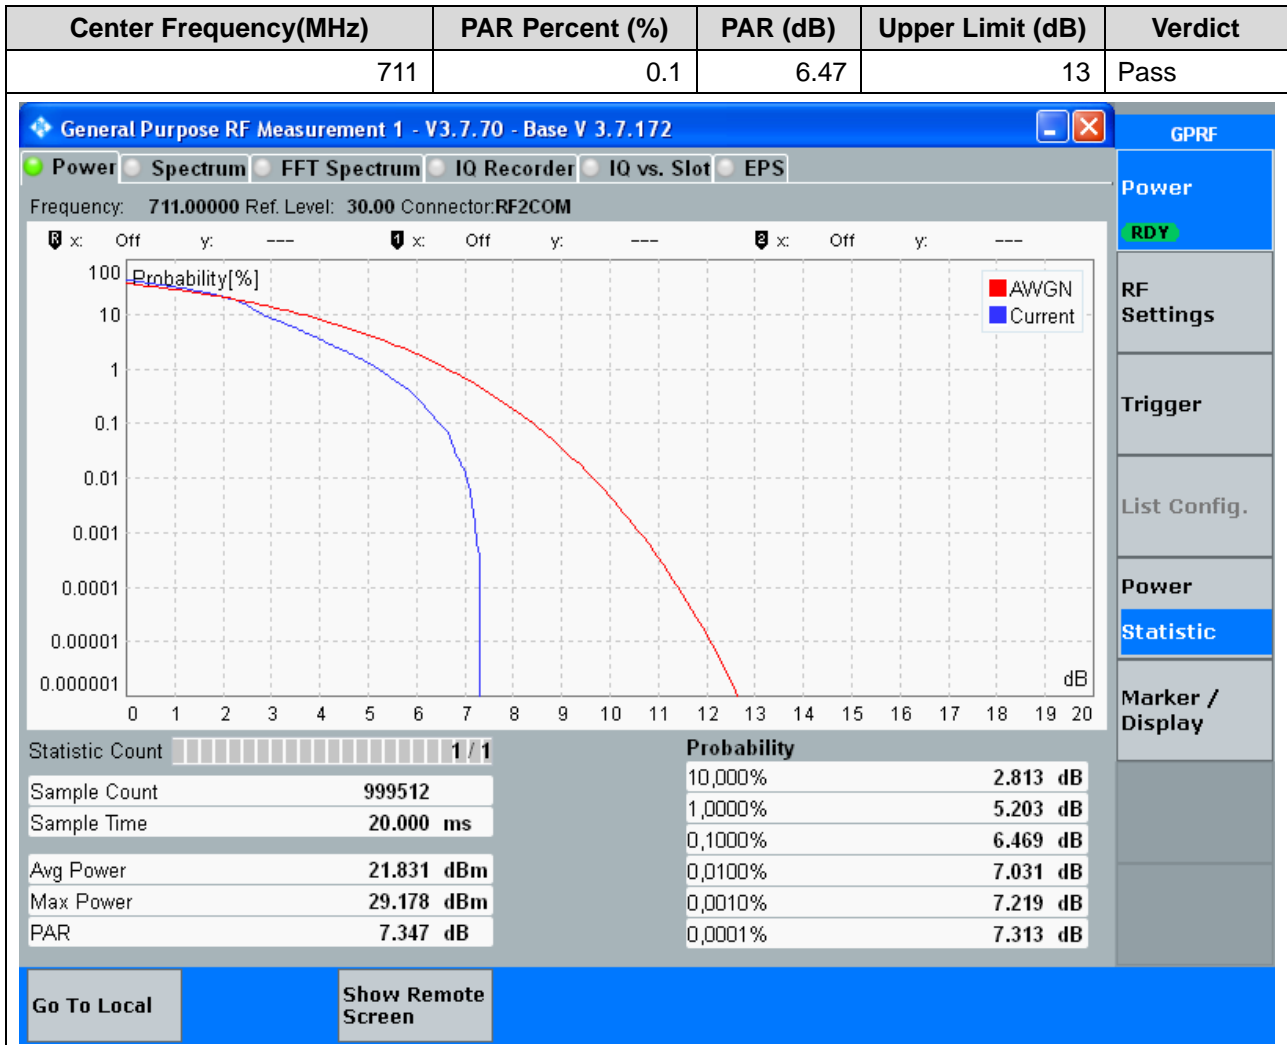 Center Frequency(MHz) PAR Percent (%) PAR (dB) Upper Limit (dB) Verdict
711 0.1 6.47 13 Pass
General Purpose RF Measurement 1 - V3.7.70 - Base V 3.7.172
GPRF
Power Spectrum FFT Spectrum IQ Recorder IQ vs. Slot EPS
Power
RDY
Frequency: 711.00000 Ref. Level: 30.00 Connector:RF2COM
R x: Off y: --- 1 x: Off y: --- 2 x: Off y: ---
Probability[%]
AWGN
Current
100
10
1
0.1
0.01
0.001
0.0001
0.00001
0.000001
dB
0 1 2 3 4 5 6 7 8 9 10 11 12 13 14 15 16 17 18 19 20
RF
Settings
Trigger
List Config.
Power
Statistic
Marker /
Display
Statistic Count 1 / 1
Sample Count 999512
Sample Time 20.000 ms
Avg Power 21.831 dBm
Max Power 29.178 dBm
PAR 7.347 dB
Probability
10,000% 2.813 dB
1,0000% 5.203 dB
0,1000% 6.469 dB
0,0100% 7.031 dB
0,0010% 7.219 dB
0,0001% 7.313 dB
Go To Local
Show Remote
Screen